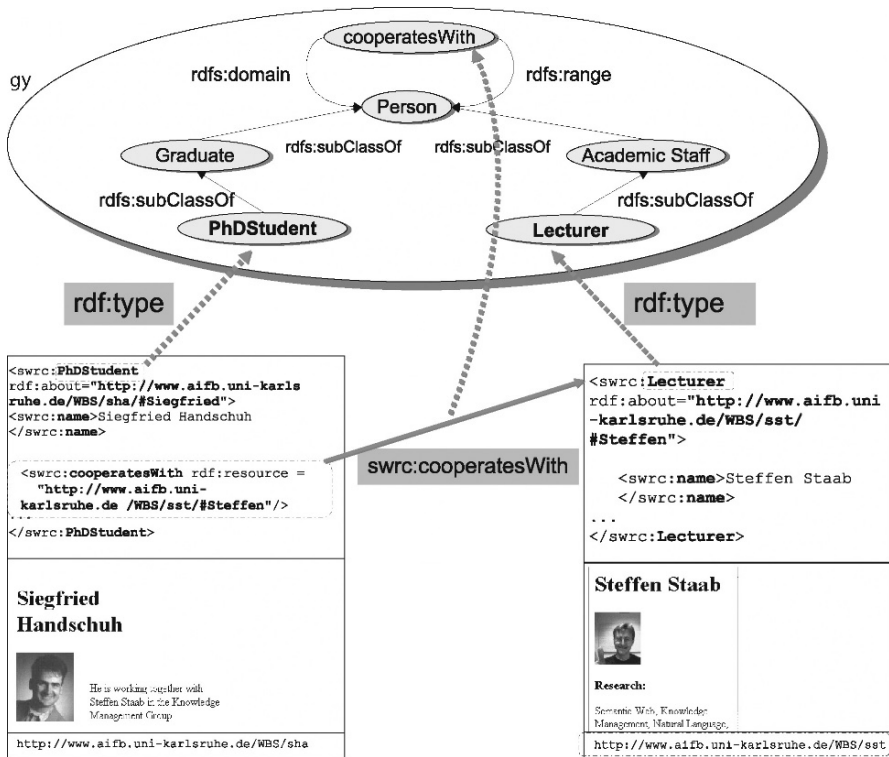 cooperatesWith
rdfs:domain
rdfs:range
gy
Person
Graduate
rdfs:subClassOf
rdfs:subClassOf
Academic Staff
rdfs:subClassOf
rdfs:subClassOf
PhDStudent
Lecturer
rdf:type
rdf:type
<swrc:PhDStudent
rdf:about="http://www.aifb.uni-karls
ruhe.de/WBS/sha/#Siegfried">
<swrc:name>Siegfried Handschuh
</swrc:name>
<swrc:cooperatesWith rdf:resource =
"http://www.aifb.uni-
karlsruhe.de /WBS/sst/#Steffen"/>
...
</swrc:PhDStudent>
swrc:cooperatesWith
<swrc:Lecturer
rdf:about="http://www.aifb.uni
-karlsruhe.de/WBS/sst/
#Steffen">
<swrc:name>Steffen Staab
</swrc:name>
...
</swrc:Lecturer>
Siegfried
Handschuh
He is working together with
Steffen Staab in the Knowledge
Management Group
http://www.aifb.uni-karlsruhe.de/WBS/sha
Steffen Staab
Research:
Semantic Web, Knowledge
Management, Natural Language,
http://www.aifb.uni-karlsruhe.de/WBS/sst